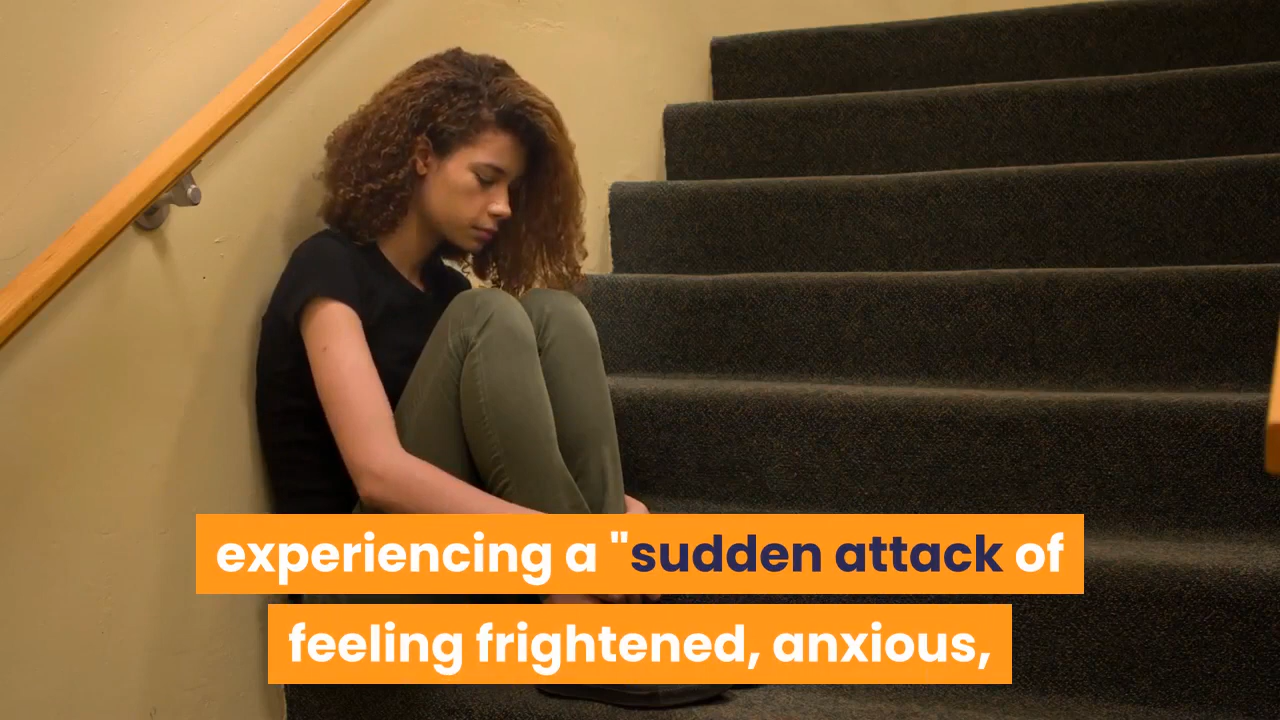 experiencing a "sudden attack of
feeling frightened, anxious,